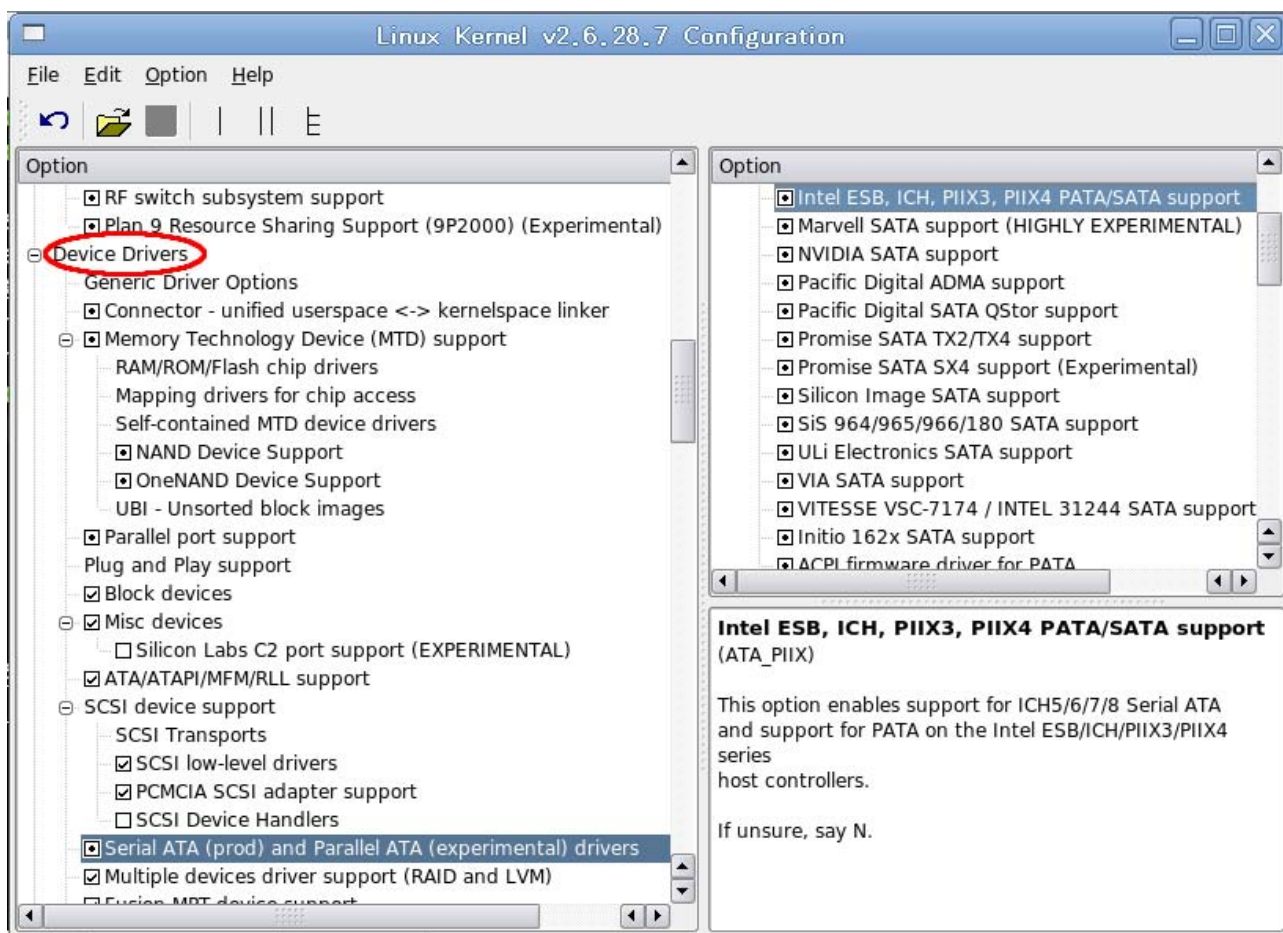 Linux Kernel v2.6.28.7 Configuration
File Edit Option Help
Option
RF switch subsystem support
Plan 9 Resource Sharing Support (9P2000) (Experimental)
Device Drivers
Generic Driver Options
Connector - unified userspace <-> kernelspace linker
Memory Technology Device (MTD) support
RAM/ROM/Flash chip drivers
Mapping drivers for chip access
Self-contained MTD device drivers
NAND Device Support
OneNAND Device Support
UBI - Unsorted block images
Parallel port support
Plug and Play support
Block devices
Misc devices
Silicon Labs C2 port support (EXPERIMENTAL)
ATA/ATAPI/MFM/RLL support
SCSI device support
SCSI Transports
SCSI low-level drivers
PCMCIA SCSI adapter support
SCSI Device Handlers
Serial ATA (prod) and Parallel ATA (experimental) drivers
Multiple devices driver support (RAID and LVM)
Fusion MPT device support
Option
Intel ESB, ICH, PIIX3, PIIX4 PATA/SATA support
Marvell SATA support (HIGHLY EXPERIMENTAL)
NVIDIA SATA support
Pacific Digital ADMA support
Pacific Digital SATA QStor support
Promise SATA TX2/TX4 support
Promise SATA SX4 support (Experimental)
Silicon Image SATA support
SiS 964/965/966/180 SATA support
ULi Electronics SATA support
VIA SATA support
VITESSE VSC-7174 / INTEL 31244 SATA support
Initio 162x SATA support
ACPI firmware driver for PATA
Intel ESB, ICH, PIIX3, PIIX4 PATA/SATA support
(ATA_PIIX)
This option enables support for ICH5/6/7/8 Serial ATA
and support for PATA on the Intel ESB/ICH/PIIX3/PIIX4
series
host controllers.
If unsure, say N.